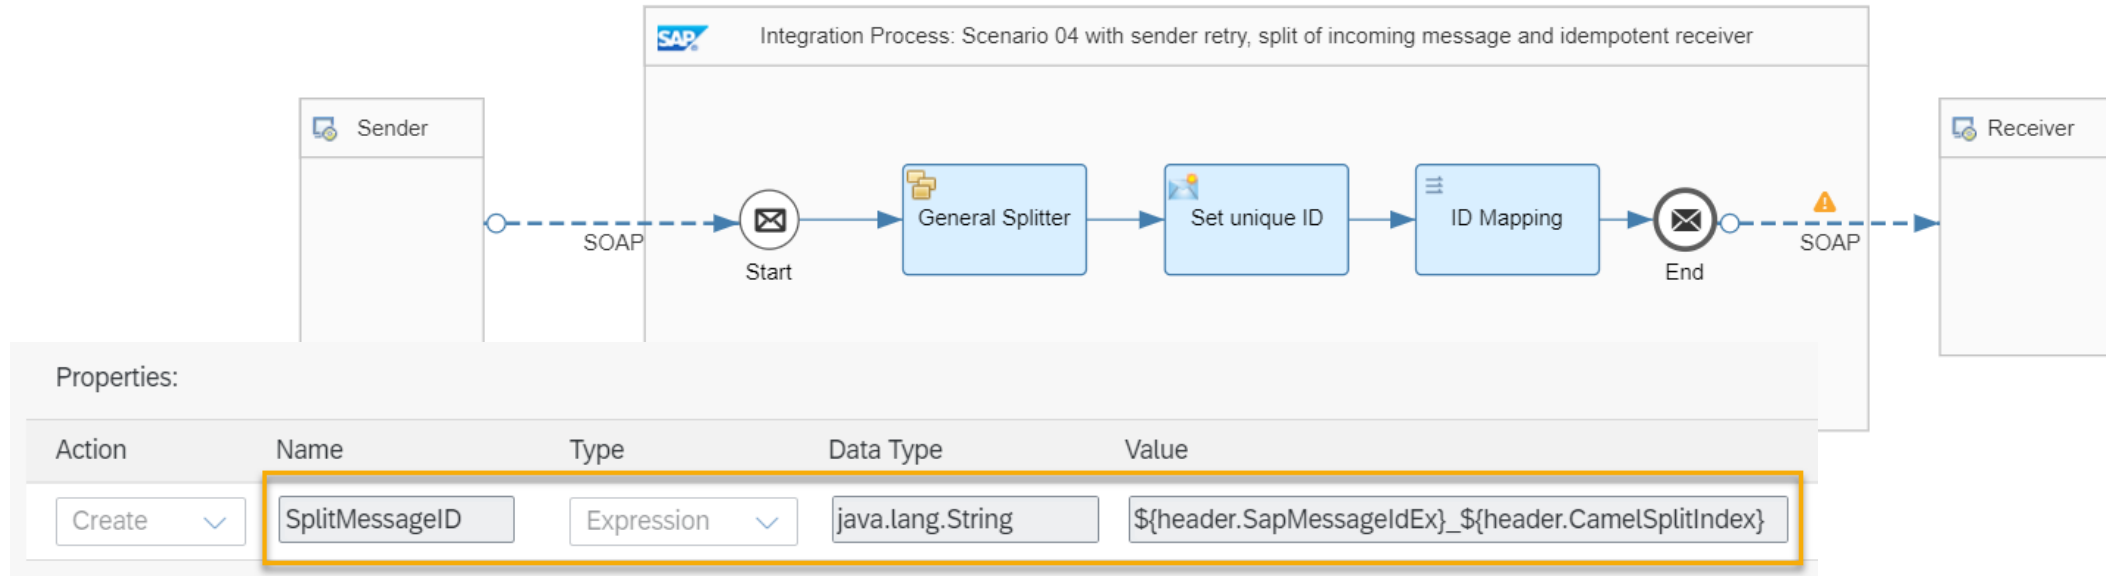 SAP
Integration Process: Scenario 04 with sender retry, split of incoming message and idempotent receiver
Sender
Receiver
General Splitter
Set unique ID
ID Mapping
SOAP
SOAP
Start
End
Properties:
Action Name Type Data Type Value
Create SplitMessageID Expression java.lang.String ${header.SapMessageIdEx}_${header.CamelSplitIndex}